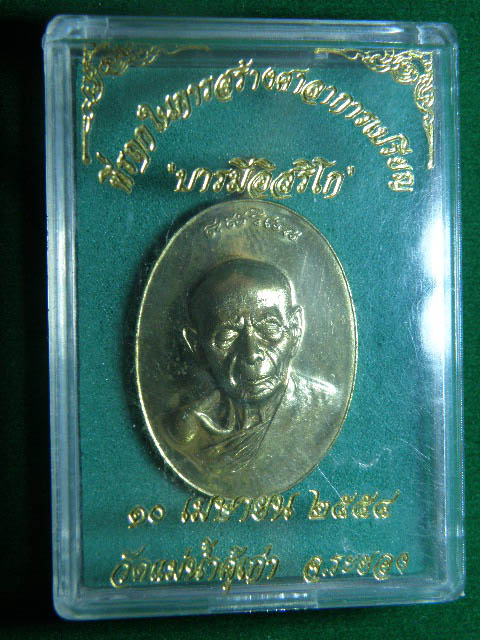 ที่รฤก ในการสร้างศาลาการเปรียญ
"บารมีอิสริโก"
๑๐ เมษายน ๒๕๕๔
วัดแม่น้ำคู้เก่า จ.ระยอง